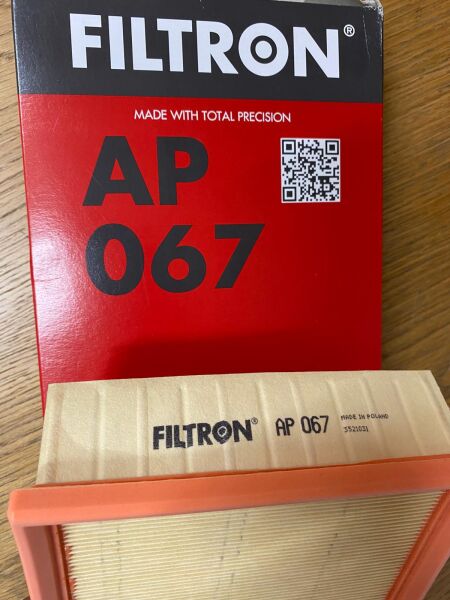 FILTRON®
MADE WITH TOTAL PRECISION
AP
067
FILTRON® AP 067 MADE IN POLAND
3521031